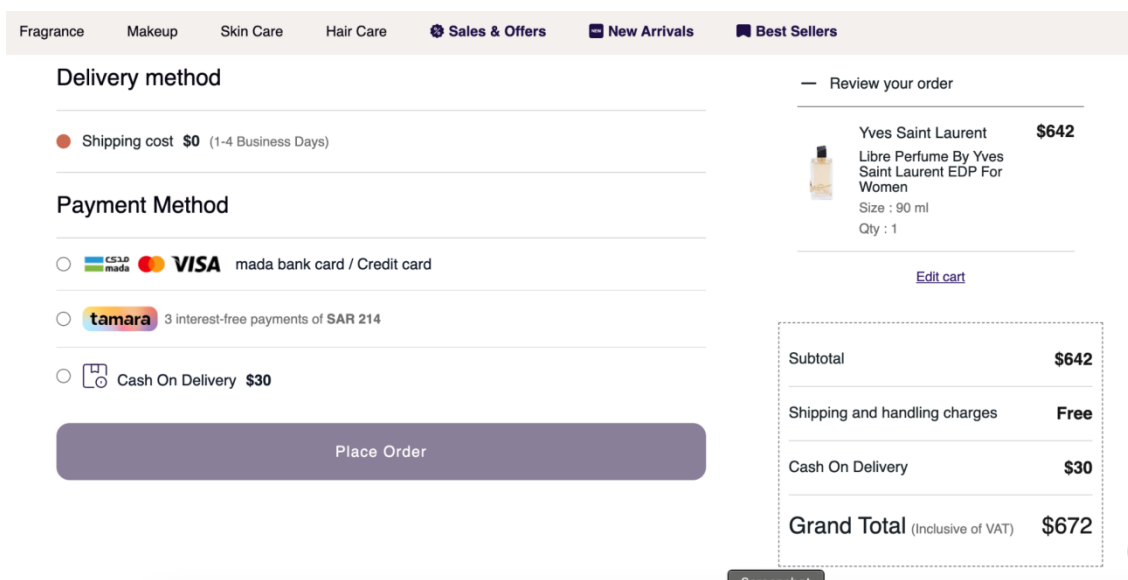 Fragrance Makeup Skin Care Hair Care Sales & Offers NEW New Arrivals Best Sellers
Delivery method
Shipping cost $0 (1-4 Business Days)
Payment Method
مدى mada VISA mada bank card / Credit card
tamara 3 interest-free payments of SAR 214
Cash On Delivery $30
Place Order
Review your order
Yves Saint Laurent $642
Libre Perfume By Yves
Saint Laurent EDP For
Women
Size : 90 ml
Qty : 1
Edit cart
Subtotal $642
Shipping and handling charges Free
Cash On Delivery $30
Grand Total (Inclusive of VAT) $672